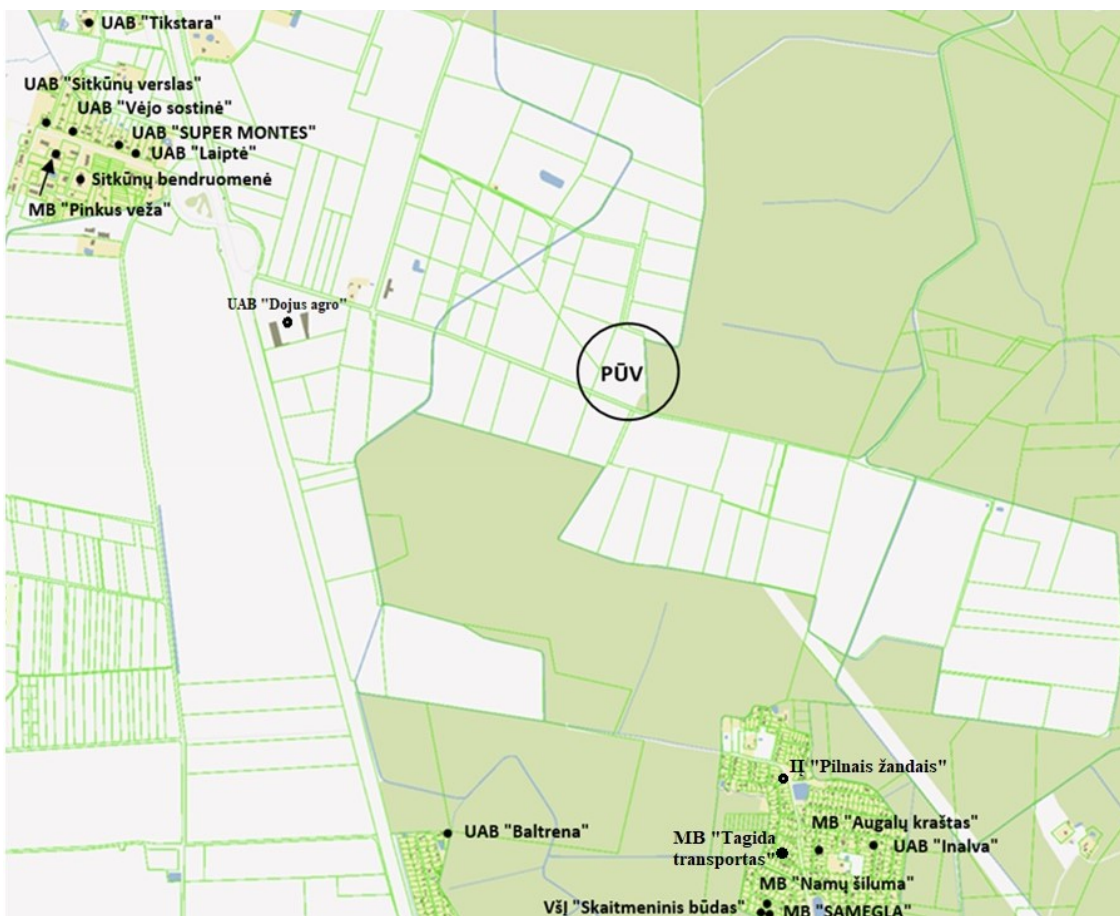 UAB "Tikstara"
UAB "Sitkūnų verslas"
UAB "Vėjo sostinė"
UAB "SUPER MONTES"
UAB "Laiptė"
Sitkūnų bendruomenė
MB "Pinkus veža"
UAB "Dojus agro"
PŪV
IĮ "Pilnais žandais"
MB "Augalų kraštas"
UAB "Baltrena"
MB "Tagida
transportas"
UAB "Inalva"
MB "Namų šiluma"
VšĮ "Skaitmeninis būdas"
MB "SAMEGLA"